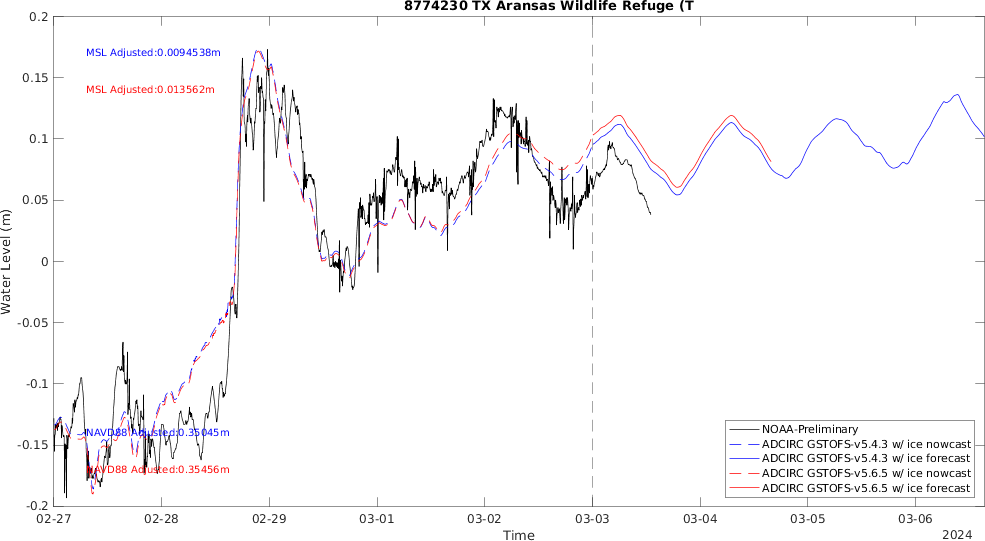 8774230 TX Aransas Wildlife Refuge (T
0.2
0.15
0.1
0.05
0
-0.05
-0.1
-0.15
-0.2
Water Level (m)
MSL Adjusted:0.0094538m
MSL Adjusted:0.013562m
NAVD88 Adjusted:0.35045m
NAVD88 Adjusted:0.35456m
NOAA-Preliminary
ADCIRC GSTOFS-v5.4.3 w/ ice nowcast
ADCIRC GSTOFS-v5.4.3 w/ ice forecast
ADCIRC GSTOFS-v5.6.5 w/ ice nowcast
ADCIRC GSTOFS-v5.6.5 w/ ice forecast
02-27 02-28 02-29 03-01 03-02 03-03 03-04 03-05 03-06
Time
2024